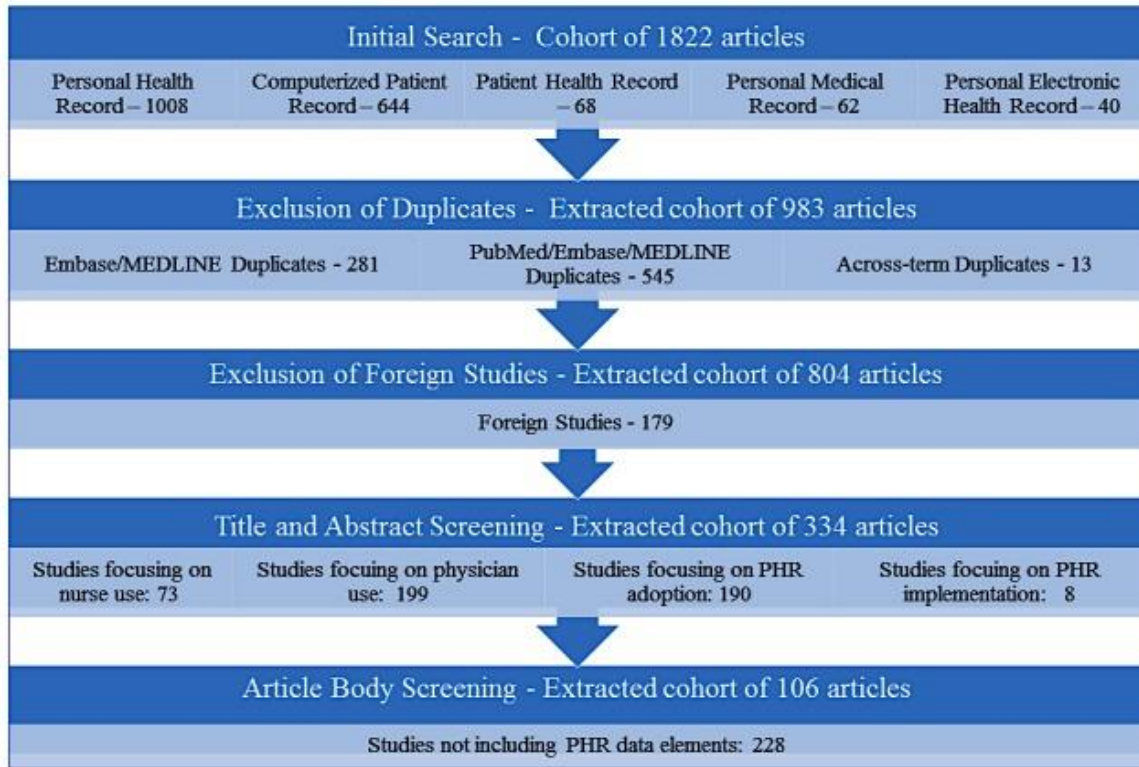 Initial Search - Cohort of 1822 articles
Personal Health
Record – 1008
Computerized Patient
Record – 644
Patient Health Record
– 68
Personal Medical
Record – 62
Personal Electronic
Health Record – 40
Exclusion of Duplicates - Extracted cohort of 983 articles
Embase/MEDLINE Duplicates - 281
PubMed/Embase/MEDLINE
Duplicates - 545
Across-term Duplicates - 13
Exclusion of Foreign Studies - Extracted cohort of 804 articles
Foreign Studies - 179
Title and Abstract Screening - Extracted cohort of 334 articles
Studies focusing on
nurse use: 73
Studies focuing on physician
use: 199
Studies focusing on PHR
adoption: 190
Studies focuing on PHR
implementation: 8
Article Body Screening - Extracted cohort of 106 articles
Studies not including PHR data elements: 228